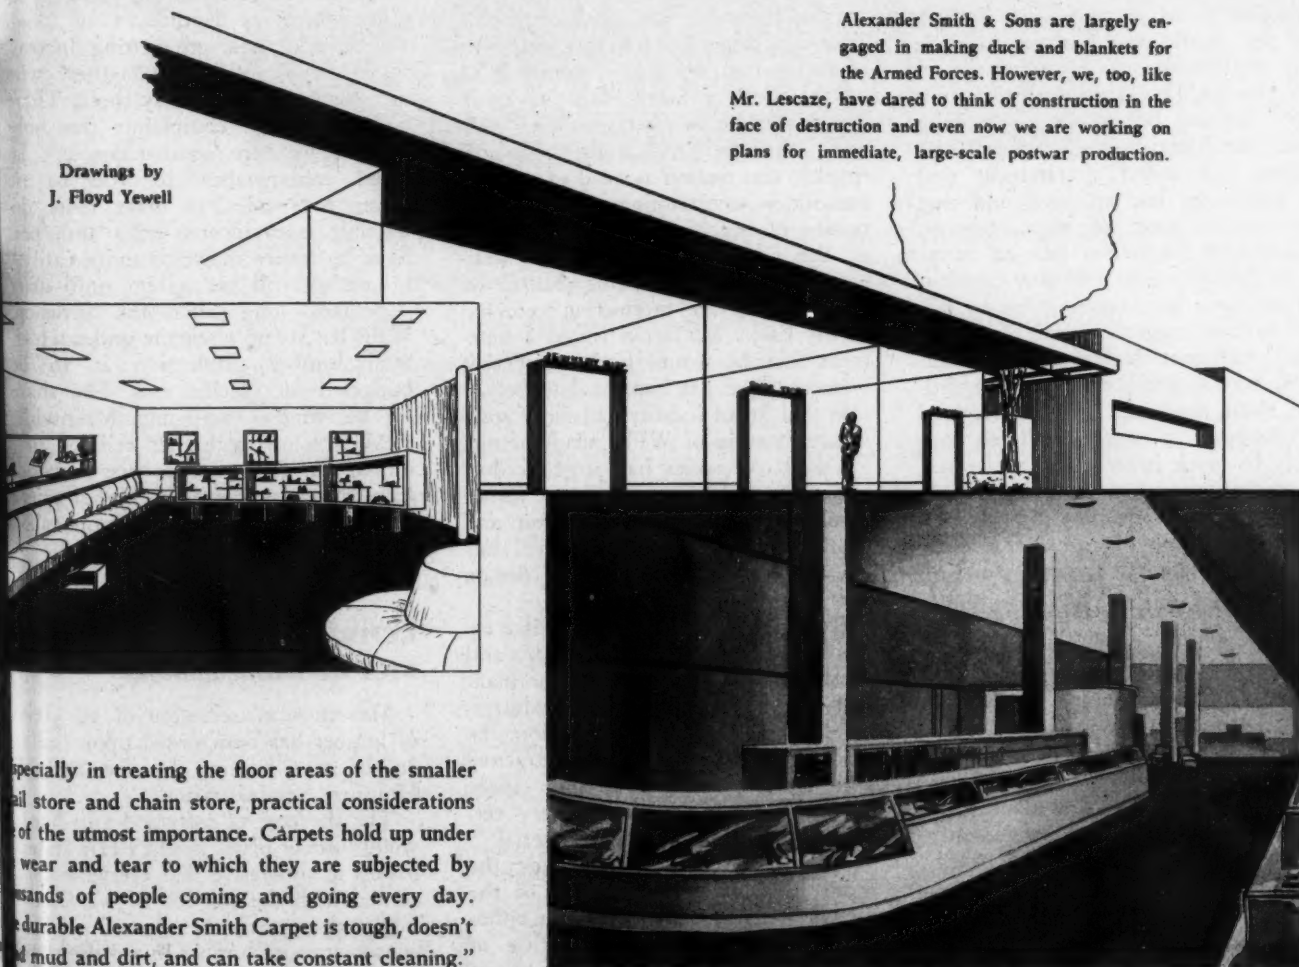 Alexander Smith & Sons are largely en-
gaged in making duck and blankets for
the Armed Forces. However, we, too, like
Mr. Lescaze, have dared to think of construction in the
face of destruction and even now we are working on
plans for immediate, large-scale postwar production.
Drawings by
J. Floyd Yewell
specially in treating the floor areas of the smaller
ail store and chain store, practical considerations
of the utmost importance. Carpets hold up under
wear and tear to which they are subjected by
sands of people coming and going every day.
durable Alexander Smith Carpet is tough, doesn't
mud and dirt, and can take constant cleaning."